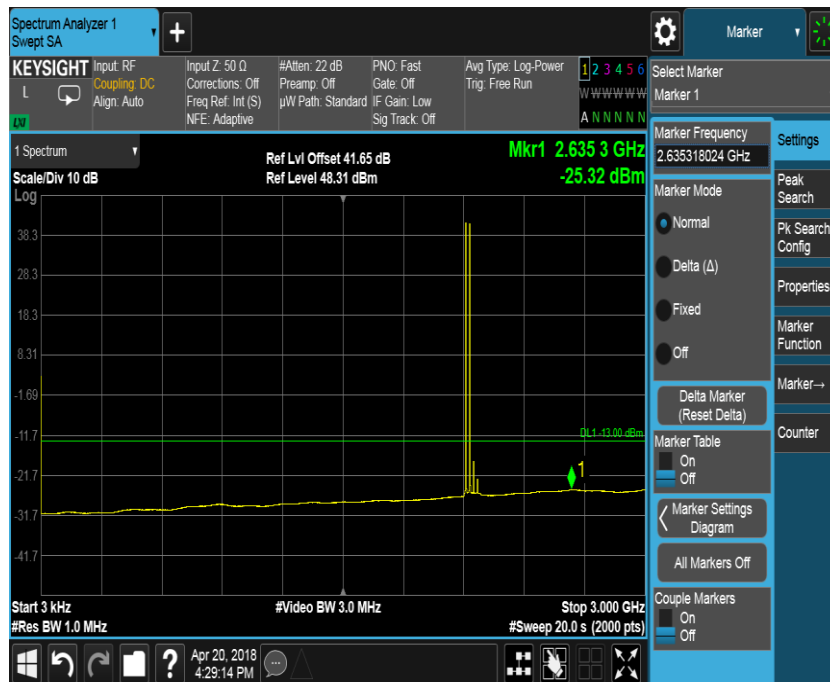 Spectrum Analyzer 1
Swept SA
+
Marker
KEYSIGHT
L
LXI
Input: RF
Coupling: DC
Align: Auto
Input Z: 50 Ω
Corrections: Off
Freq Ref: Int (S)
NFE: Adaptive
#Atten: 22 dB
Preamp: Off
µW Path: Standard
PNO: Fast
Gate: Off
IF Gain: Low
Sig Track: Off
Avg Type: Log-Power
Trig: Free Run
1 2 3 4 5 6
W W W W W W
A N N N N N
Select Marker
Marker 1
1 Spectrum
Scale/Div 10 dB
Log
Ref Lvl Offset 41.65 dB
Ref Level 48.31 dBm
Mkr1 2.635 3 GHz
-25.32 dBm
38.3
28.3
18.3
8.31
-1.69
-11.7
-21.7
-31.7
-41.7
DL1 -13.00 dBm
1
Start 3 kHz
#Res BW 1.0 MHz
#Video BW 3.0 MHz
Stop 3.000 GHz
#Sweep 20.0 s (2000 pts)
Marker Frequency
2.635318024 GHz
Marker Mode
Normal
Delta (Δ)
Fixed
Off
Delta Marker
(Reset Delta)
Marker Table
On
Off
Marker Settings
Diagram
All Markers Off
Couple Markers
On
Off
Settings
Peak
Search
Pk Search
Config
Properties
Marker
Function
Marker→
Counter
?
Apr 20, 2018
4:29:14 PM